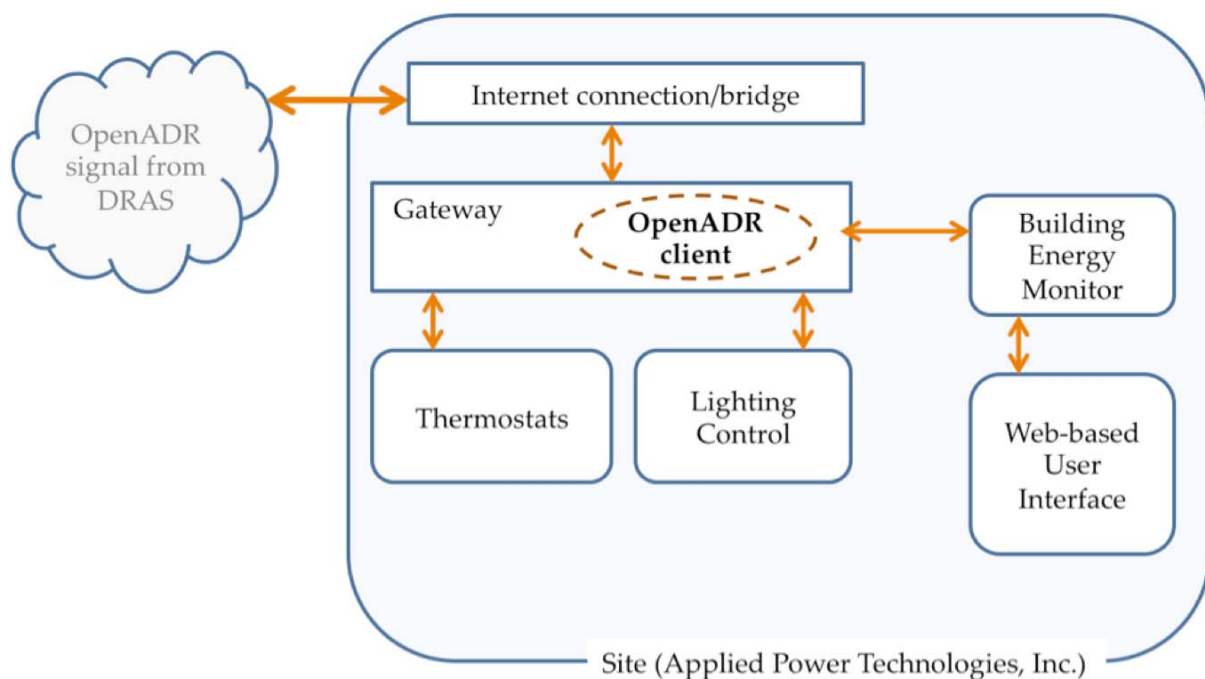 OpenADR
signal from
DRAS
Internet connection/bridge
Gateway
OpenADR
client
Building
Energy
Monitor
Thermostats
Lighting
Control
Web-based
User
Interface
Site (Applied Power Technologies, Inc.)